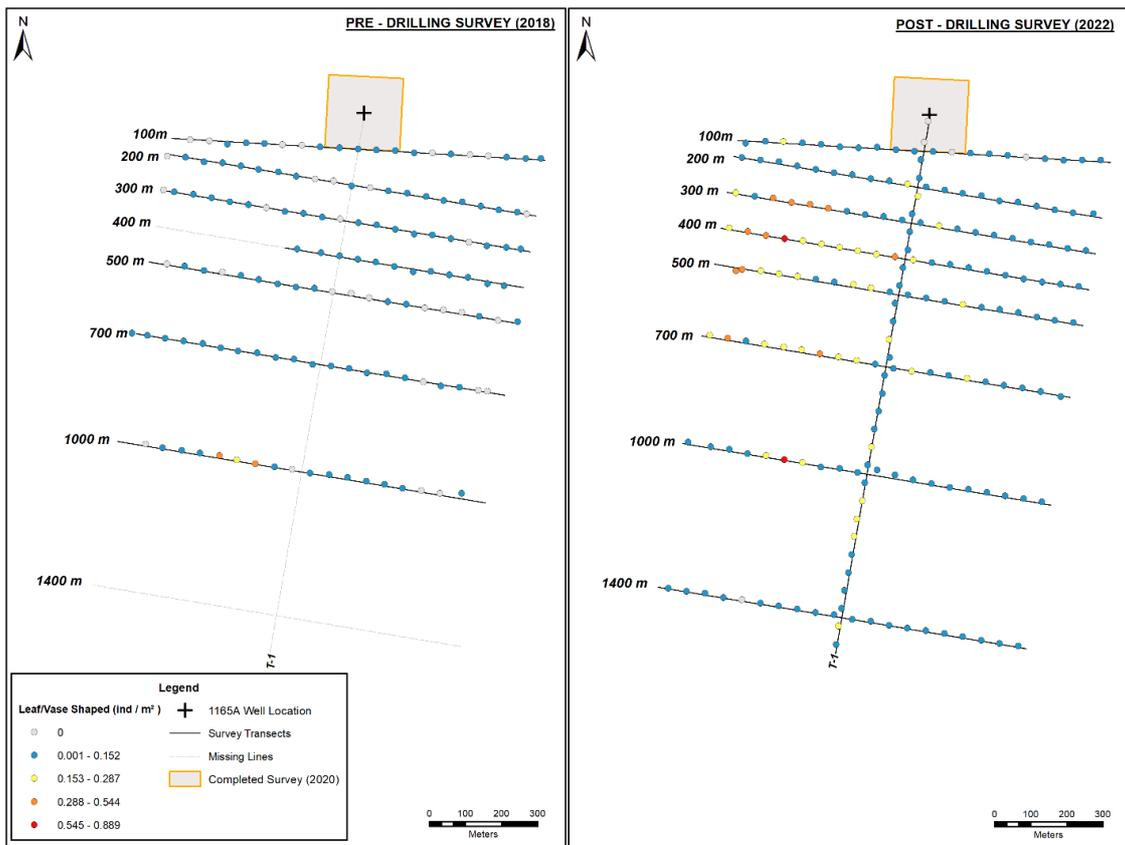 PRE - DRILLING SURVEY (2018)
N
100m
200 m
300 m
400 m
500 m
700 m
1000 m
1400 m
T-1
Legend
Leaf/Vase Shaped (ind / m² )
0
0.001 - 0.152
0.153 - 0.287
0.288 - 0.544
0.545 - 0.889
1165A Well Location
Survey Transects
Missing Lines
Completed Survey (2020)
0 100 200 300
Meters
POST - DRILLING SURVEY (2022)
N
100m
200 m
300 m
400 m
500 m
700 m
1000 m
1400 m
T-1
0 100 200 300
Meters